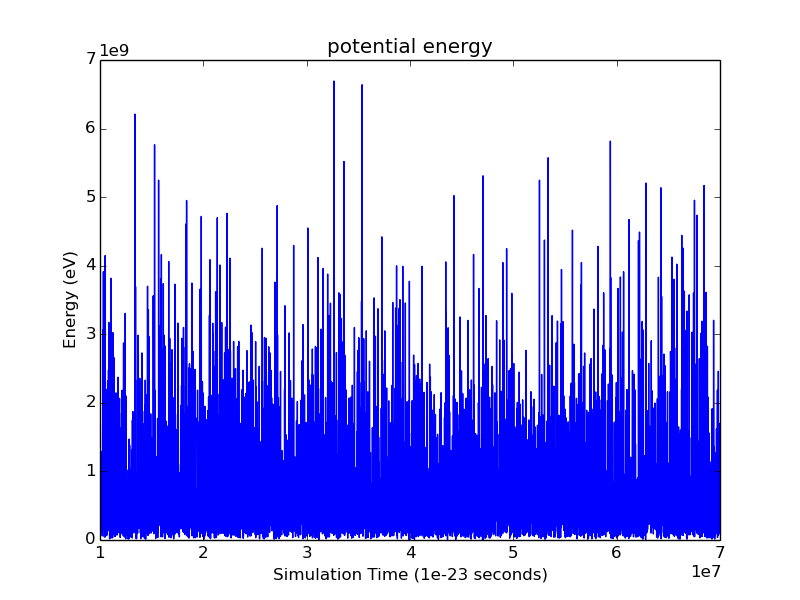 potential energy
1e9
7
6
5
4
3
2
1
0
Energy (eV)
1 2 3 4 5 6 7
1e7
Simulation Time (1e-23 seconds)